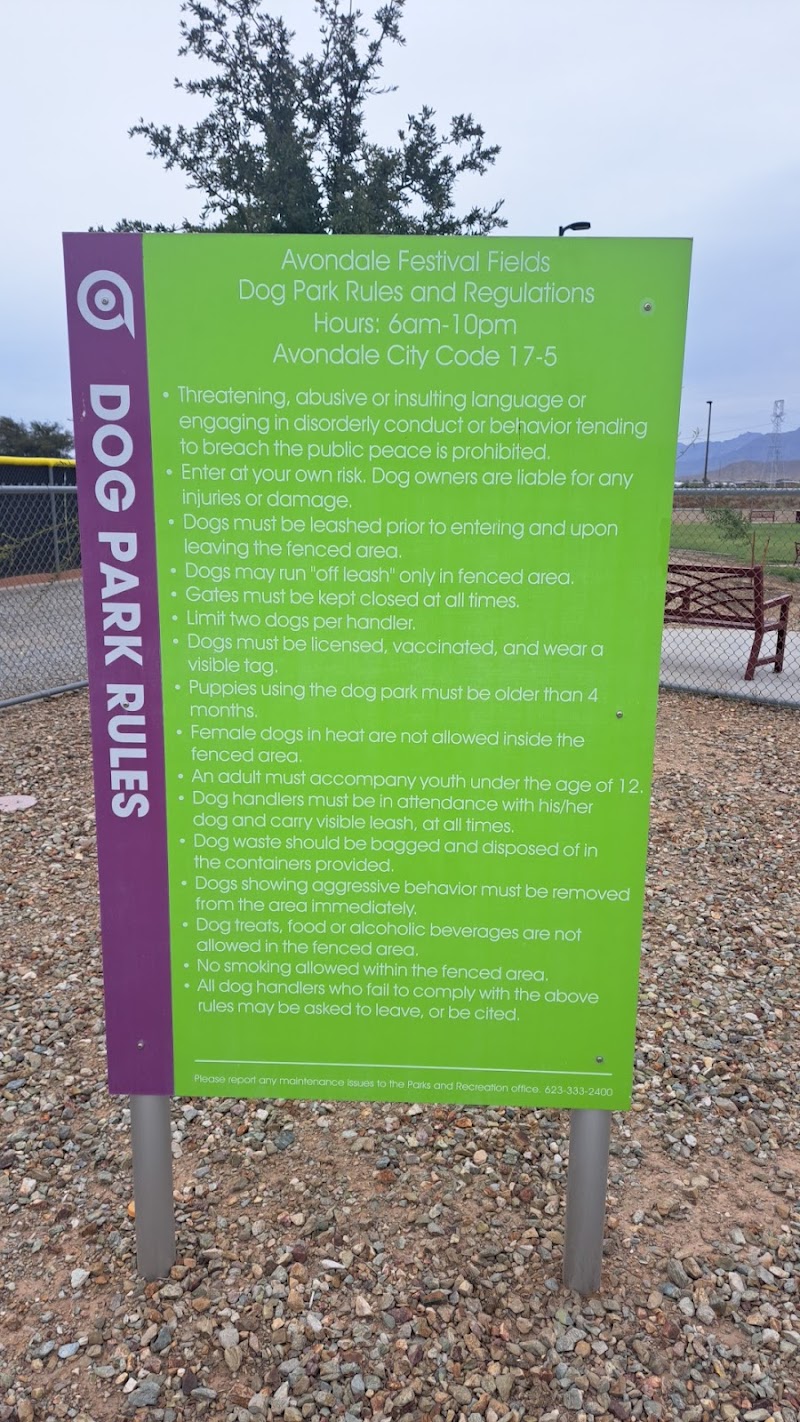 Avondale Festival Fields
Dog Park Rules and Regulations
Hours: 6am-10pm
Avondale City Code 17-5
DOG PARK RULES
• Threatening, abusive or insulting language or
engaging in disorderly conduct or behavior tending
to breach the public peace is prohibited.
• Enter at your own risk. Dog owners are liable for any
injuries or damage.
• Dogs must be leashed prior to entering and upon
leaving the fenced area.
• Dogs may run "off leash" only in fenced area.
• Gates must be kept closed at all times.
• Limit two dogs per handler.
• Dogs must be licensed, vaccinated, and wear a
visible tag.
• Puppies using the dog park must be older than 4
months.
• Female dogs in heat are not allowed inside the
fenced area.
• An adult must accompany youth under the age of 12.
• Dog handlers must be in attendance with his/her
dog and carry visible leash, at all times.
• Dog waste should be bagged and disposed of in
the containers provided.
• Dogs showing aggressive behavior must be removed
from the area immediately.
• Dog treats, food or alcoholic beverages are not
allowed in the fenced area.
• No smoking allowed within the fenced area.
• All dog handlers who fail to comply with the above
rules may be asked to leave, or be cited.
Please report any maintenance issues to the Parks and Recreation office. 623-333-2400